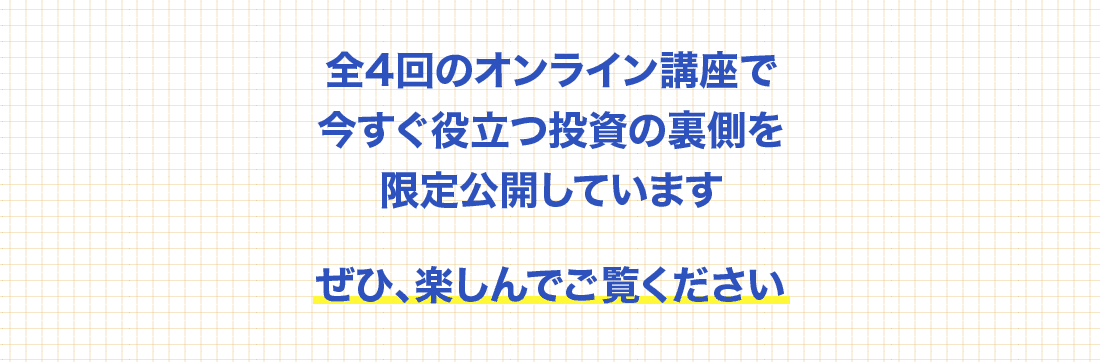 全4回のオンライン講座で
今すぐ役立つ投資の裏側を
限定公開しています
ぜひ、楽しんでご覧ください